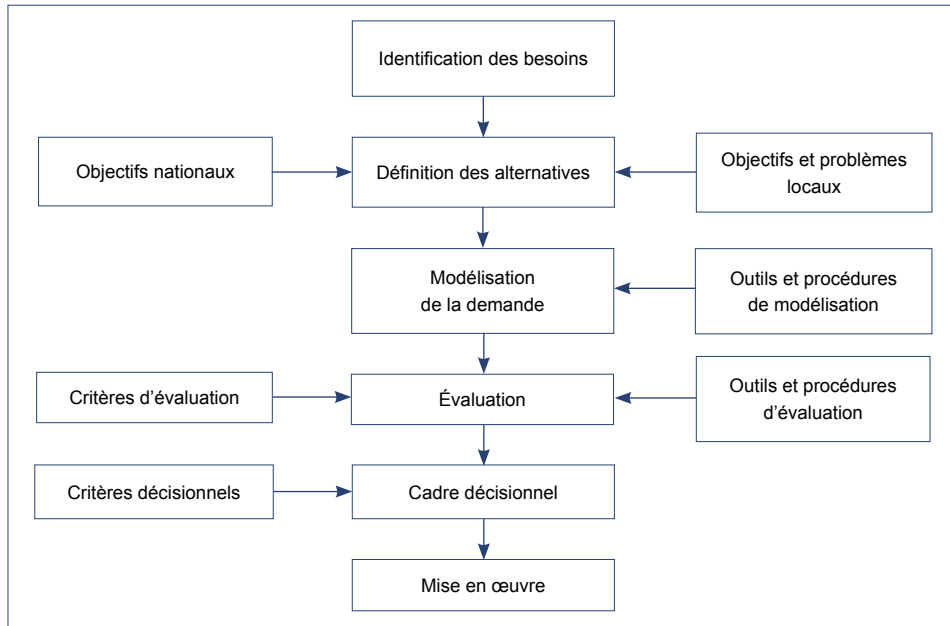 Identification des besoins
Objectifs nationaux
Définition des alternatives
Objectifs et problèmes
locaux
Modélisation
de la demande
Outils et procédures
de modélisation
Critères d’évaluation
Évaluation
Outils et procédures
d’évaluation
Critères décisionnels
Cadre décisionnel
Mise en œuvre